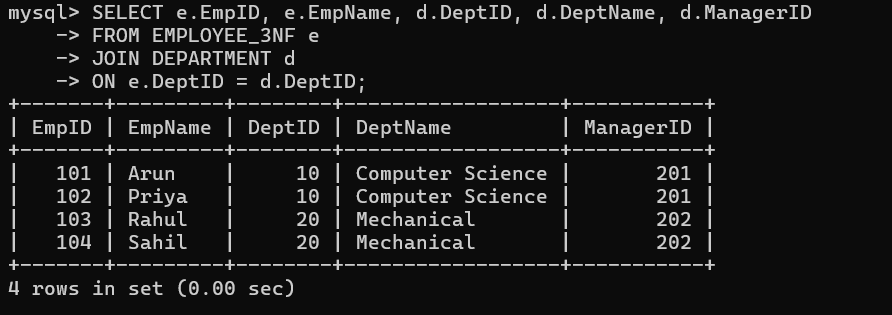 mysql> SELECT e.EmpID, e.EmpName, d.DeptID, d.DeptName, d.ManagerID
    -> FROM EMPLOYEE_3NF e
    -> JOIN DEPARTMENT d
    -> ON e.DeptID = d.DeptID;
+-------+---------+--------+------------------+-----------+
| EmpID | EmpName | DeptID | DeptName         | ManagerID |
+-------+---------+--------+------------------+-----------+
|   101 | Arun    |     10 | Computer Science |       201 |
|   102 | Priya   |     10 | Computer Science |       201 |
|   103 | Rahul   |     20 | Mechanical       |       202 |
|   104 | Sahil   |     20 | Mechanical       |       202 |
+-------+---------+--------+------------------+-----------+
4 rows in set (0.00 sec)